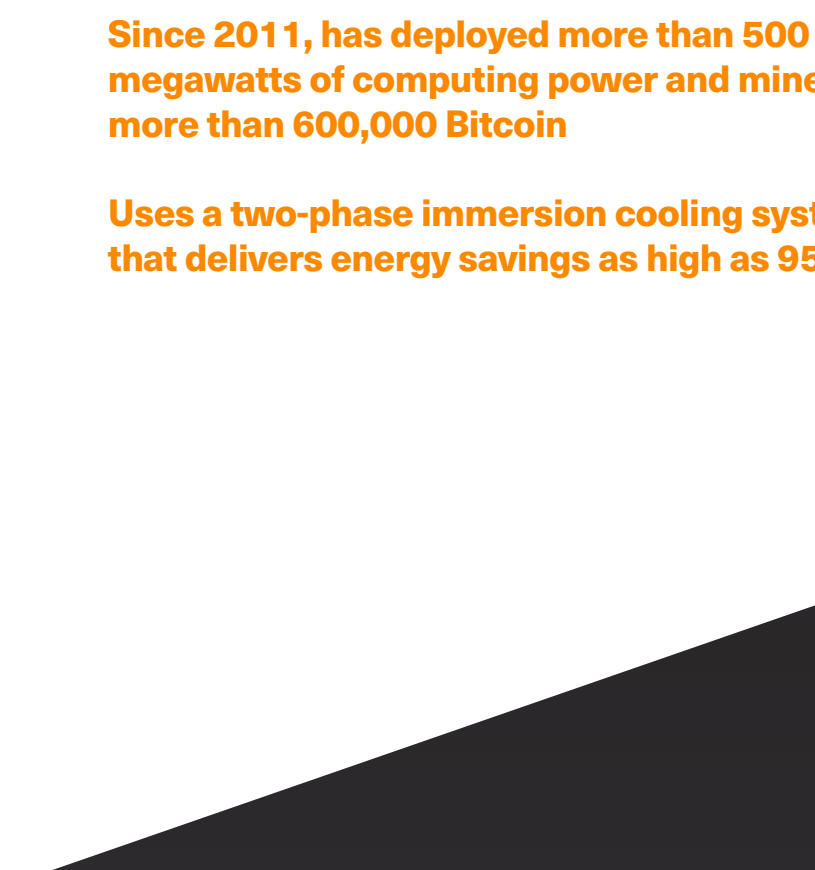 Since 2011, has deployed more than 500
megawatts of computing power and mine
more than 600,000 Bitcoin
Uses a two-phase immersion cooling syst
that delivers energy savings as high as 95